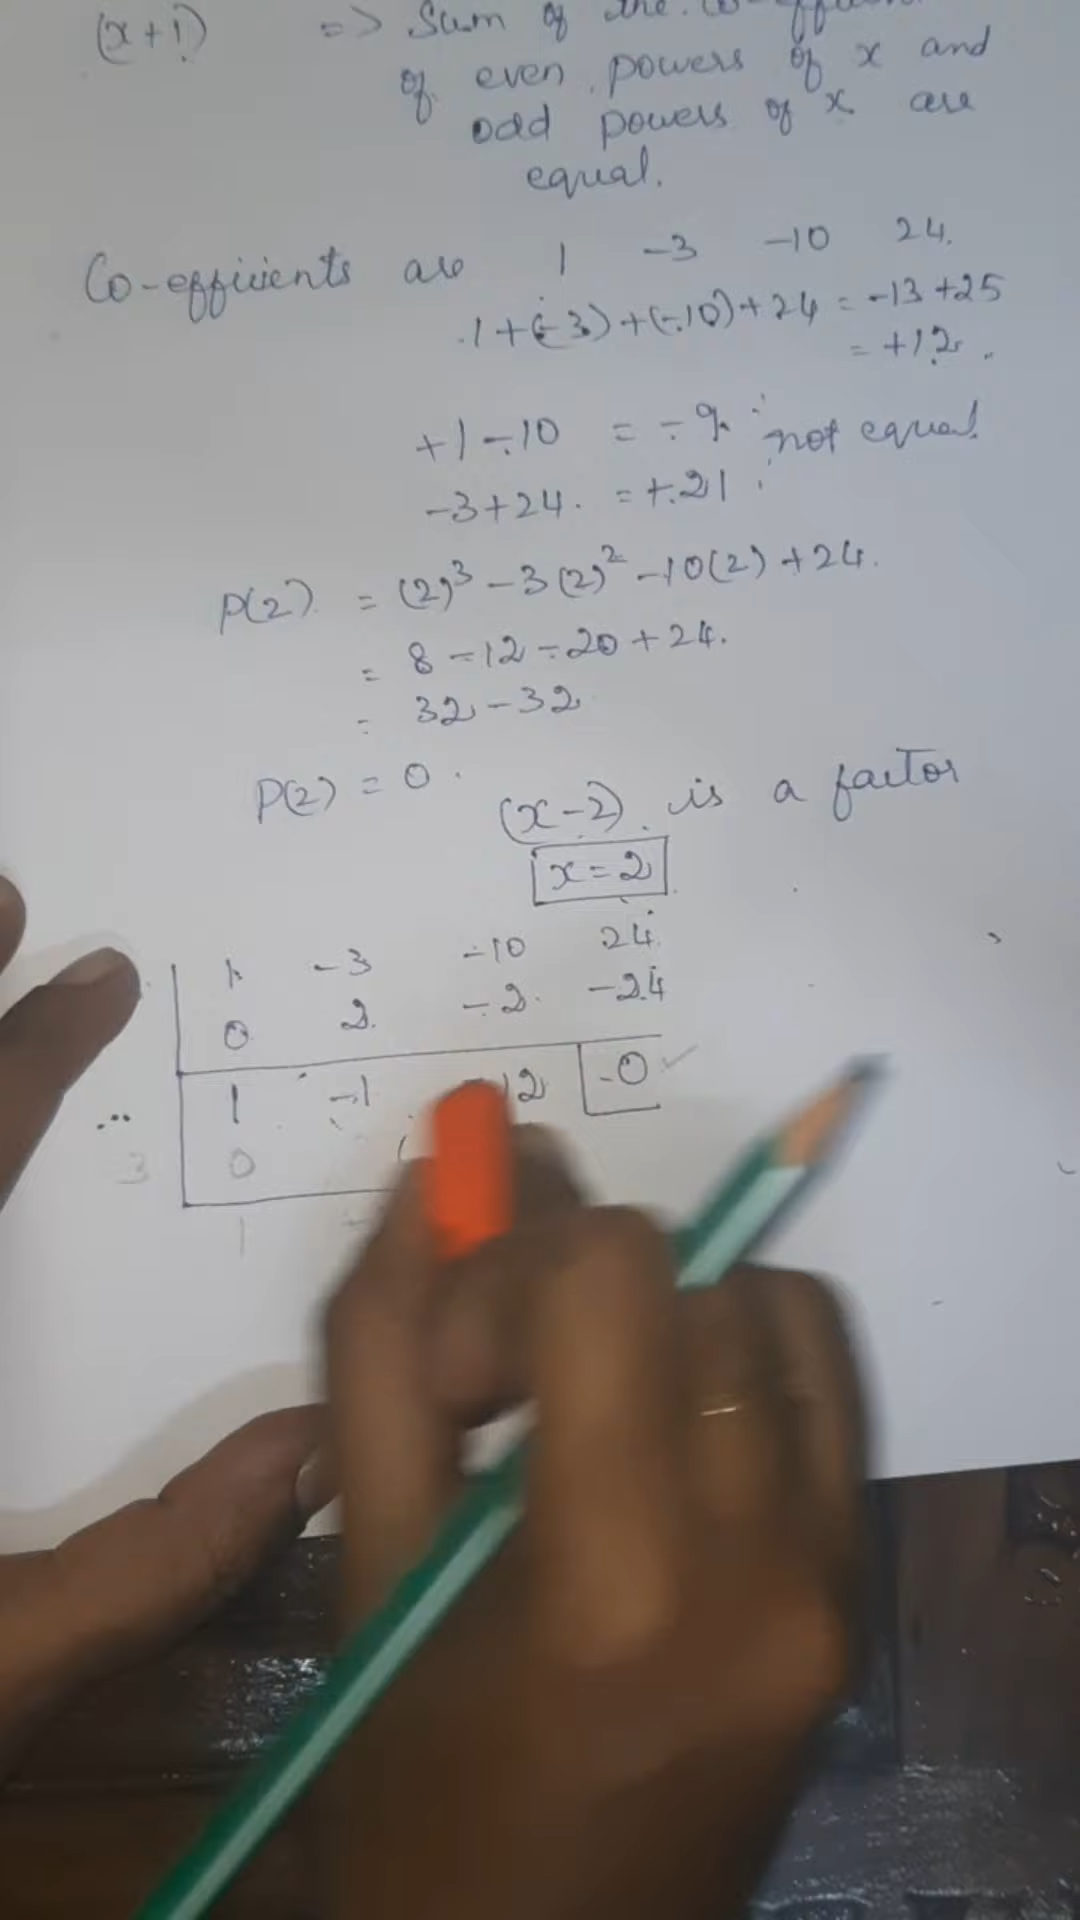 (x+1) => Sum of the co-
of even powers of x and
odd powers of x are
equal.
Co-efficients are 1 -3 -10 24.
1+(-3)+(-10)+24 = -13+25
= +12.
+1-10 = -9
not equal
-3+24. = +21
P(2) = (2)³ -3(2)² -10(2) +24.
= 8-12-20+24.
= 32-32
P(2) = 0.
(x-2) is a factor
x=2
1 -3 -10 24
0 2 -2 -24
1 -1 -12 0
3 0
1